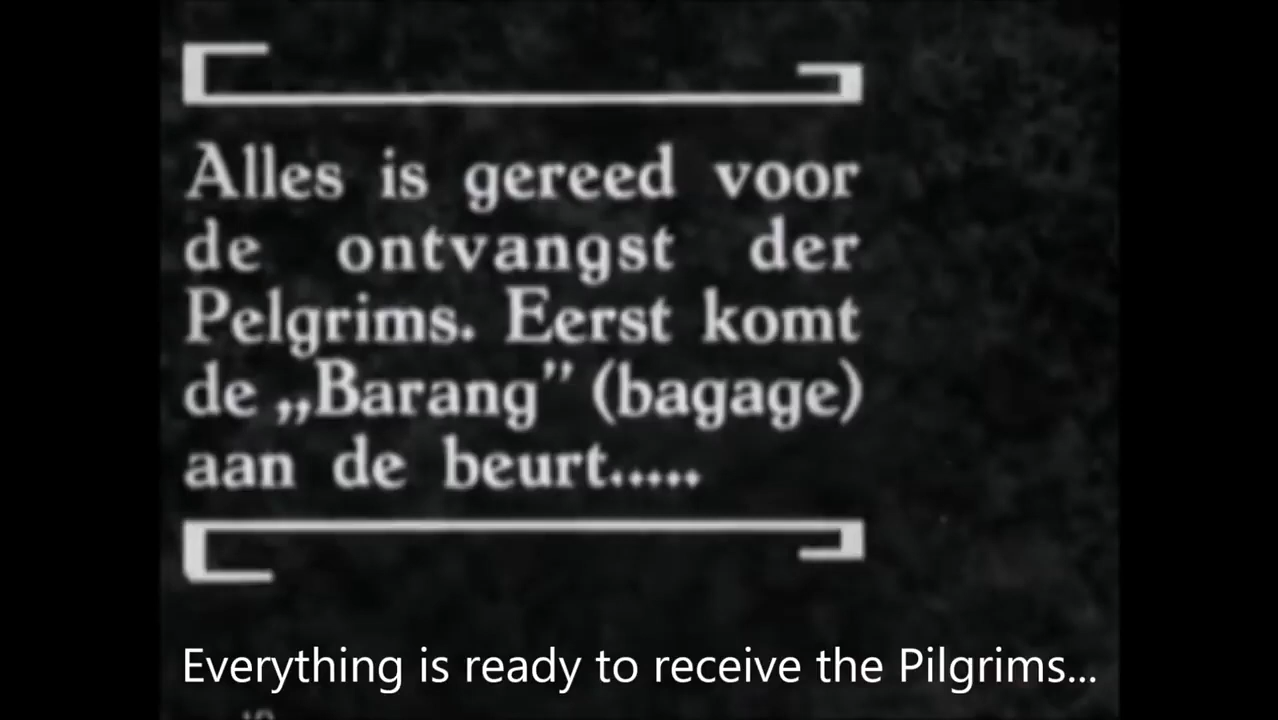 Alles is gereed voor
de ontvangst der
Pelgrims. Eerst komt
de „Barang” (bagage)
aan de beurt.....
Everything is ready to receive the Pilgrims...